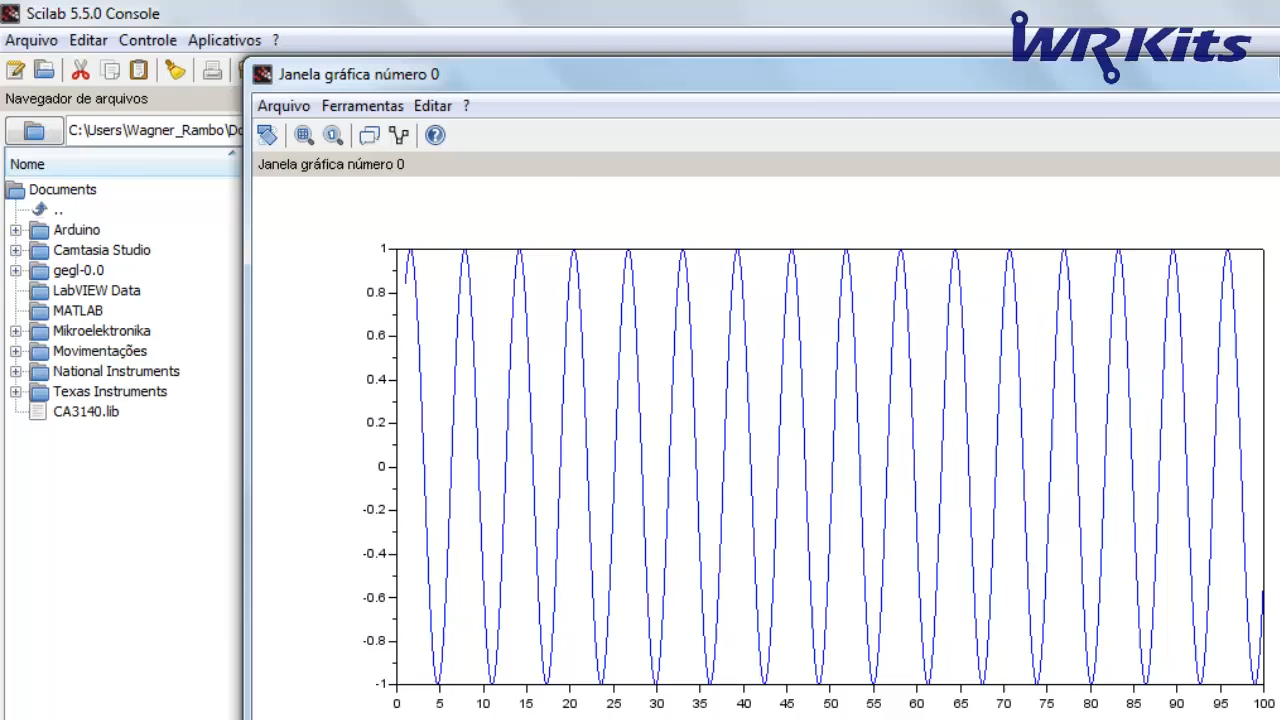 Scilab 5.5.0 Console
WR Kits
Arquivo Editar Controle Aplicativos ?
Janela gráfica número 0
Navegador de arquivos
Arquivo Ferramentas Editar ?
C:\Users\Wagner_Rambo\Do
Nome
Janela gráfica número 0
Documents
..
Arduino
Camtasia Studio
gegl-0.0
LabVIEW Data
MATLAB
Mikroelektronika
Movimentações
National Instruments
Texas Instruments
CA3140.lib
1
0.8
0.6
0.4
0.2
0
-0.2
-0.4
-0.6
-0.8
-1
0 5 10 15 20 25 30 35 40 45 50 55 60 65 70 75 80 85 90 95 100